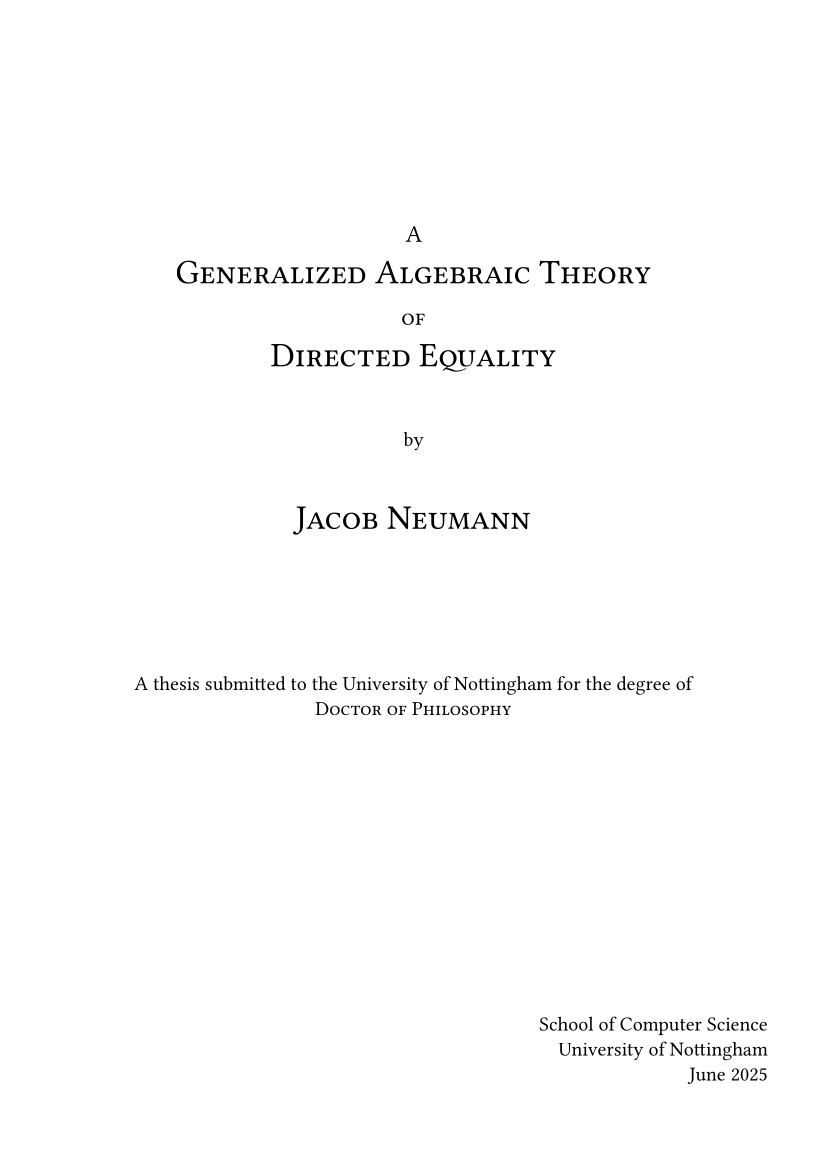 A
Generalized Algebraic Theory
of
Directed Equality
by
Jacob Neumann
A thesis submitted to the University of Nottingham for the degree of
Doctor of Philosophy
School of Computer Science
University of Nottingham
June 2025